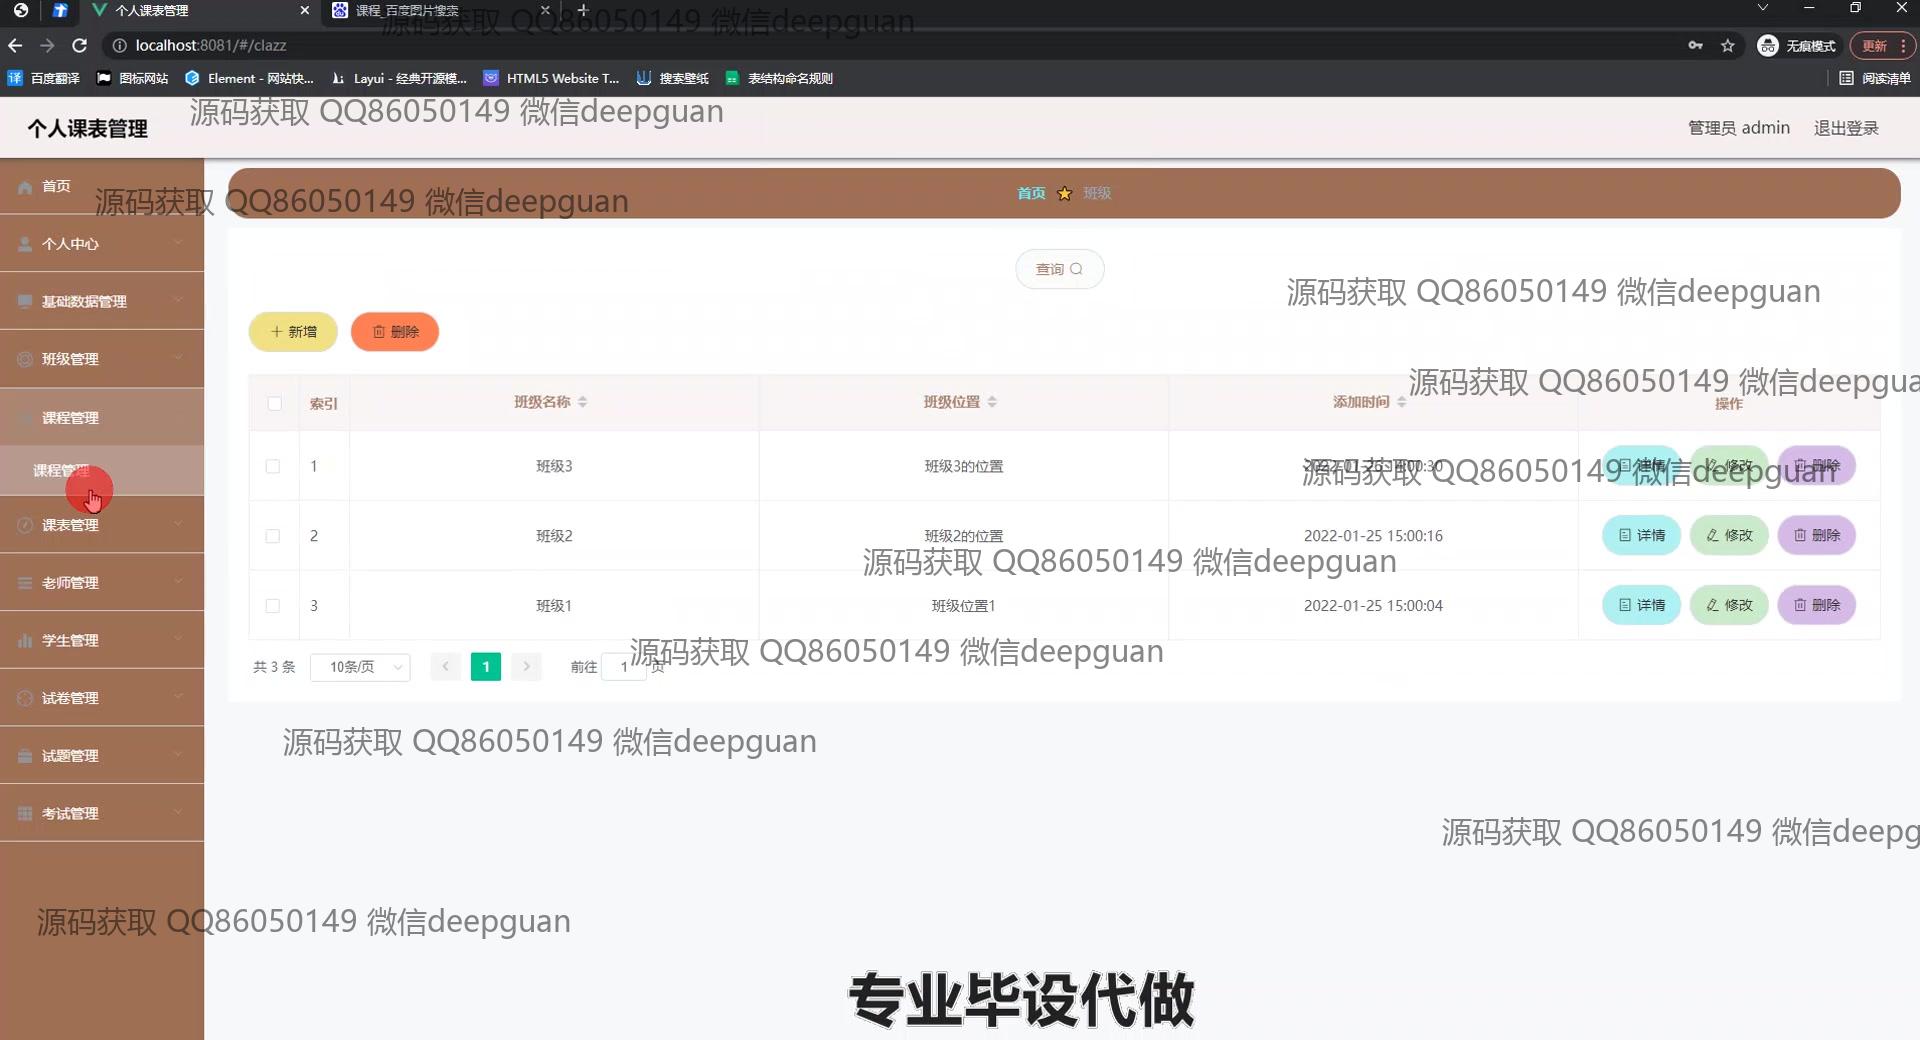 个人课表管理
课程_百度图片搜索
源码获取 QQ86050149 微信deepguan
localhost:8081/#/clazz
无痕模式
更新
百度翻译
图标网站
Element - 网站快...
Layui - 经典开源模...
HTML5 Website T...
搜索壁纸
表结构命名规则
阅读清单
个人课表管理
源码获取 QQ86050149 微信deepguan
管理员 admin
退出登录
首页
源码获取 QQ86050149 微信deepguan
首页 班级
个人中心
查询
基础数据管理
源码获取 QQ86050149 微信deepguan
新增
删除
班级管理
源码获取 QQ86050149 微信deepgua
索引
班级名称
班级位置
添加时间
操作
课程管理
课程管理
1
班级3
班级3的位置
详情
修改
删除
源码获取 QQ86050149 微信deepguan
课表管理
2
班级2
班级2的位置
2022-01-25 15:00:16
详情
修改
删除
源码获取 QQ86050149 微信deepguan
老师管理
3
班级1
班级位置1
2022-01-25 15:00:04
详情
修改
删除
学生管理
共 3 条
10条/页
1
前往
1
页
源码获取 QQ86050149 微信deepguan
试卷管理
源码获取 QQ86050149 微信deepguan
试题管理
考试管理
源码获取 QQ86050149 微信deepg
源码获取 QQ86050149 微信deepguan
专业毕设代做